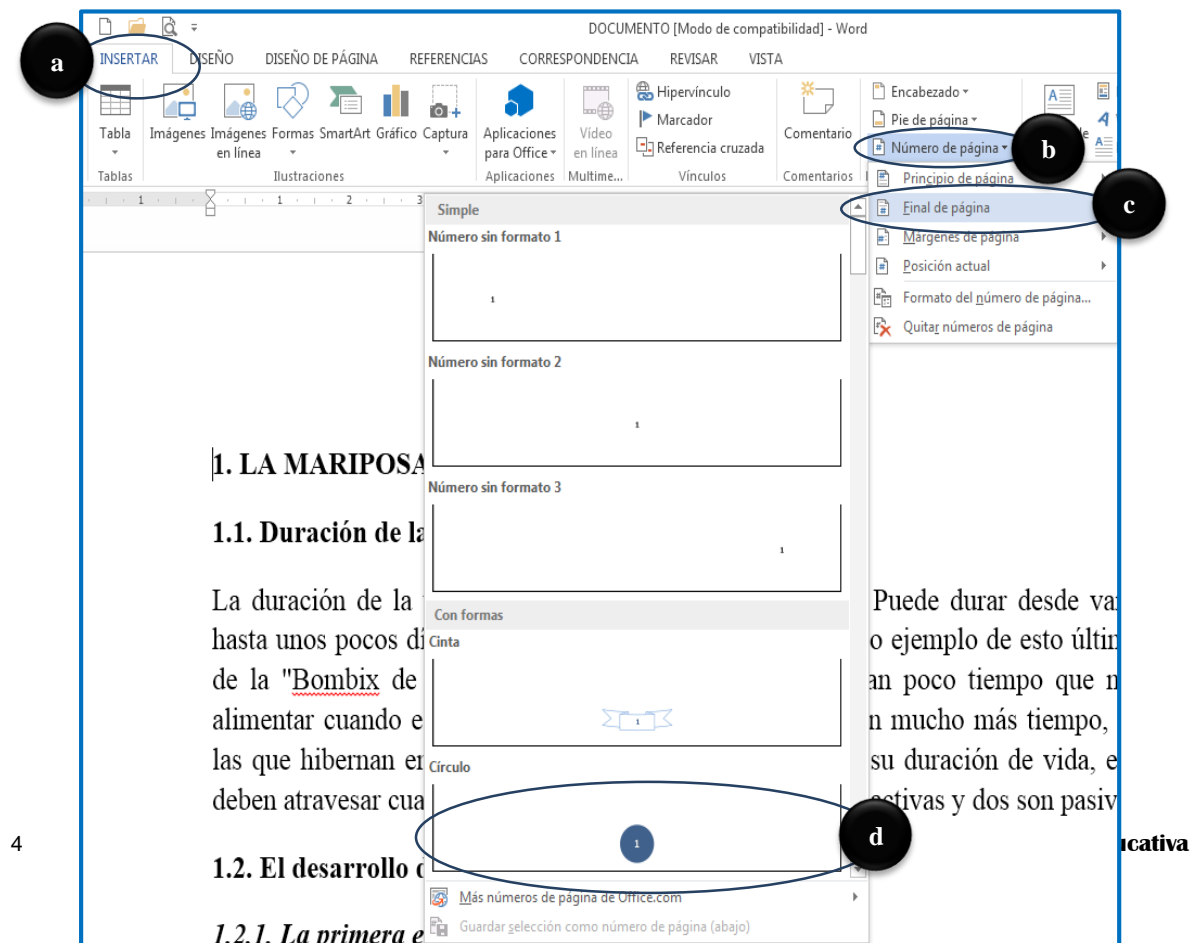 DOCUMENTO [Modo de compatibilidad] - Word
a
INSERTAR DISEÑO DISEÑO DE PÁGINA REFERENCIAS CORRESPONDENCIA REVISAR VISTA
Tabla
Imágenes
Imágenes en línea
Formas
SmartArt
Gráfico
Captura
Aplicaciones para Office
Vídeo en línea
Hipervínculo
Marcador
Referencia cruzada
Comentario
Encabezado
Pie de página
Número de página
b
Tablas Ilustraciones Aplicaciones Multime... Vínculos Comentarios
Principio de página
Final de página
c
Márgenes de página
Posición actual
Formato del número de página...
Quitar números de página
1 1 2 3
Simple
Número sin formato 1
1
Número sin formato 2
1
Número sin formato 3
1
Con formas
Cinta
1
Círculo
1
d
Más números de página de Office.com
Guardar selección como número de página (abajo)
1. LA MARIPOSA
1.1. Duración de la
La duración de la Puede durar desde va
hasta unos pocos dí o ejemplo de esto últim
de la "Bombix de an poco tiempo que n
alimentar cuando e n mucho más tiempo,
las que hibernan en su duración de vida, e
deben atravesar cua activas y dos son pasiv
4 ucativa
1.2. El desarrollo d
1.2.1. La primera e